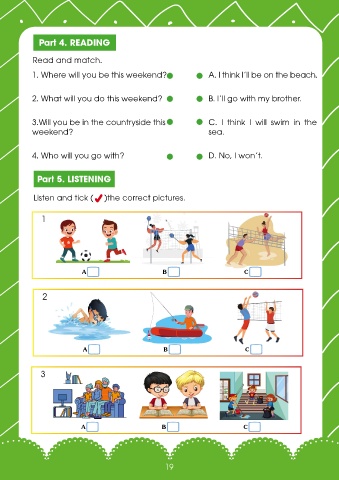 Part 4. READING
Read and match.
1. Where will you be this weekend?
A. I think I'll be on the beach,
2. What will you do this weekend?
B. I'll go with my brother.
3.Will you be in the countryside this
weekend?
C. I think I will swim in the
sea.
4. Who will you go with?
D. No, I won't.
Part 5. LISTENING
Listen and tick (✓)the correct pictures.
1
A B C
2
A B C
3
A B C
19